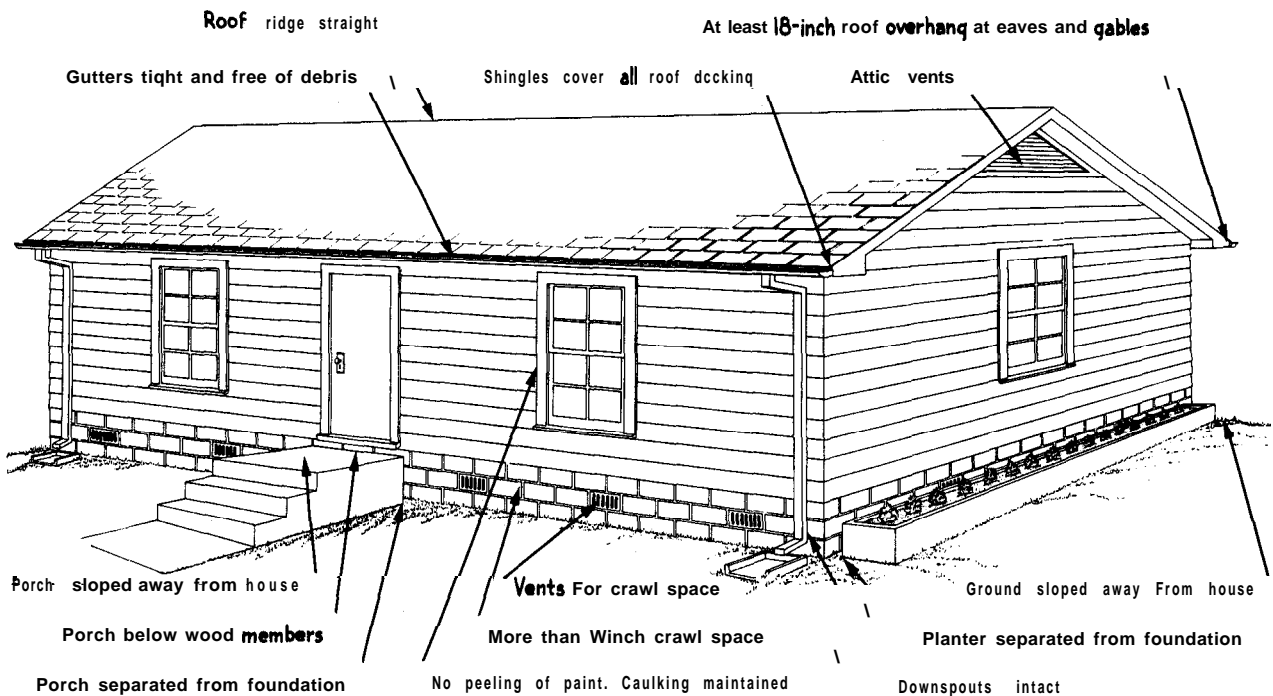 Roof ridge straight
At least 18-inch roof overhang at eaves and gables
Gutters tiqht and free of debris
Shingles cover all roof dcckinq
Attic vents
Porch sloped away from house
Vents For crawl space
Ground sloped away From house
Porch below wood members
More than Winch crawl space
Planter separated from foundation
Porch separated from foundation
No peeling of paint. Caulking maintained
Downspouts intact